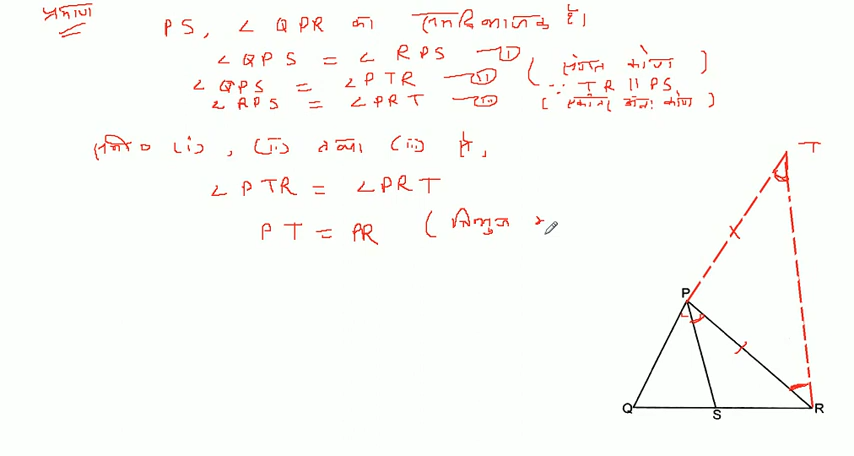 प्रमाण
PS, ∠ QPR का समद्विभाजक है।
∠ QPS = ∠ RPS — (i)
∠ QPS = ∠PTR — (ii) (संगत कोण)
∠ RPS = ∠PRT — (iii) ∵ TR || PS
(एकांतर अंतः कोण)
समी० (i), (ii) तथा (iii) से,
∠ PTR = ∠PRT
PT = PR (त्रिभुज
T
P
Q
S
R